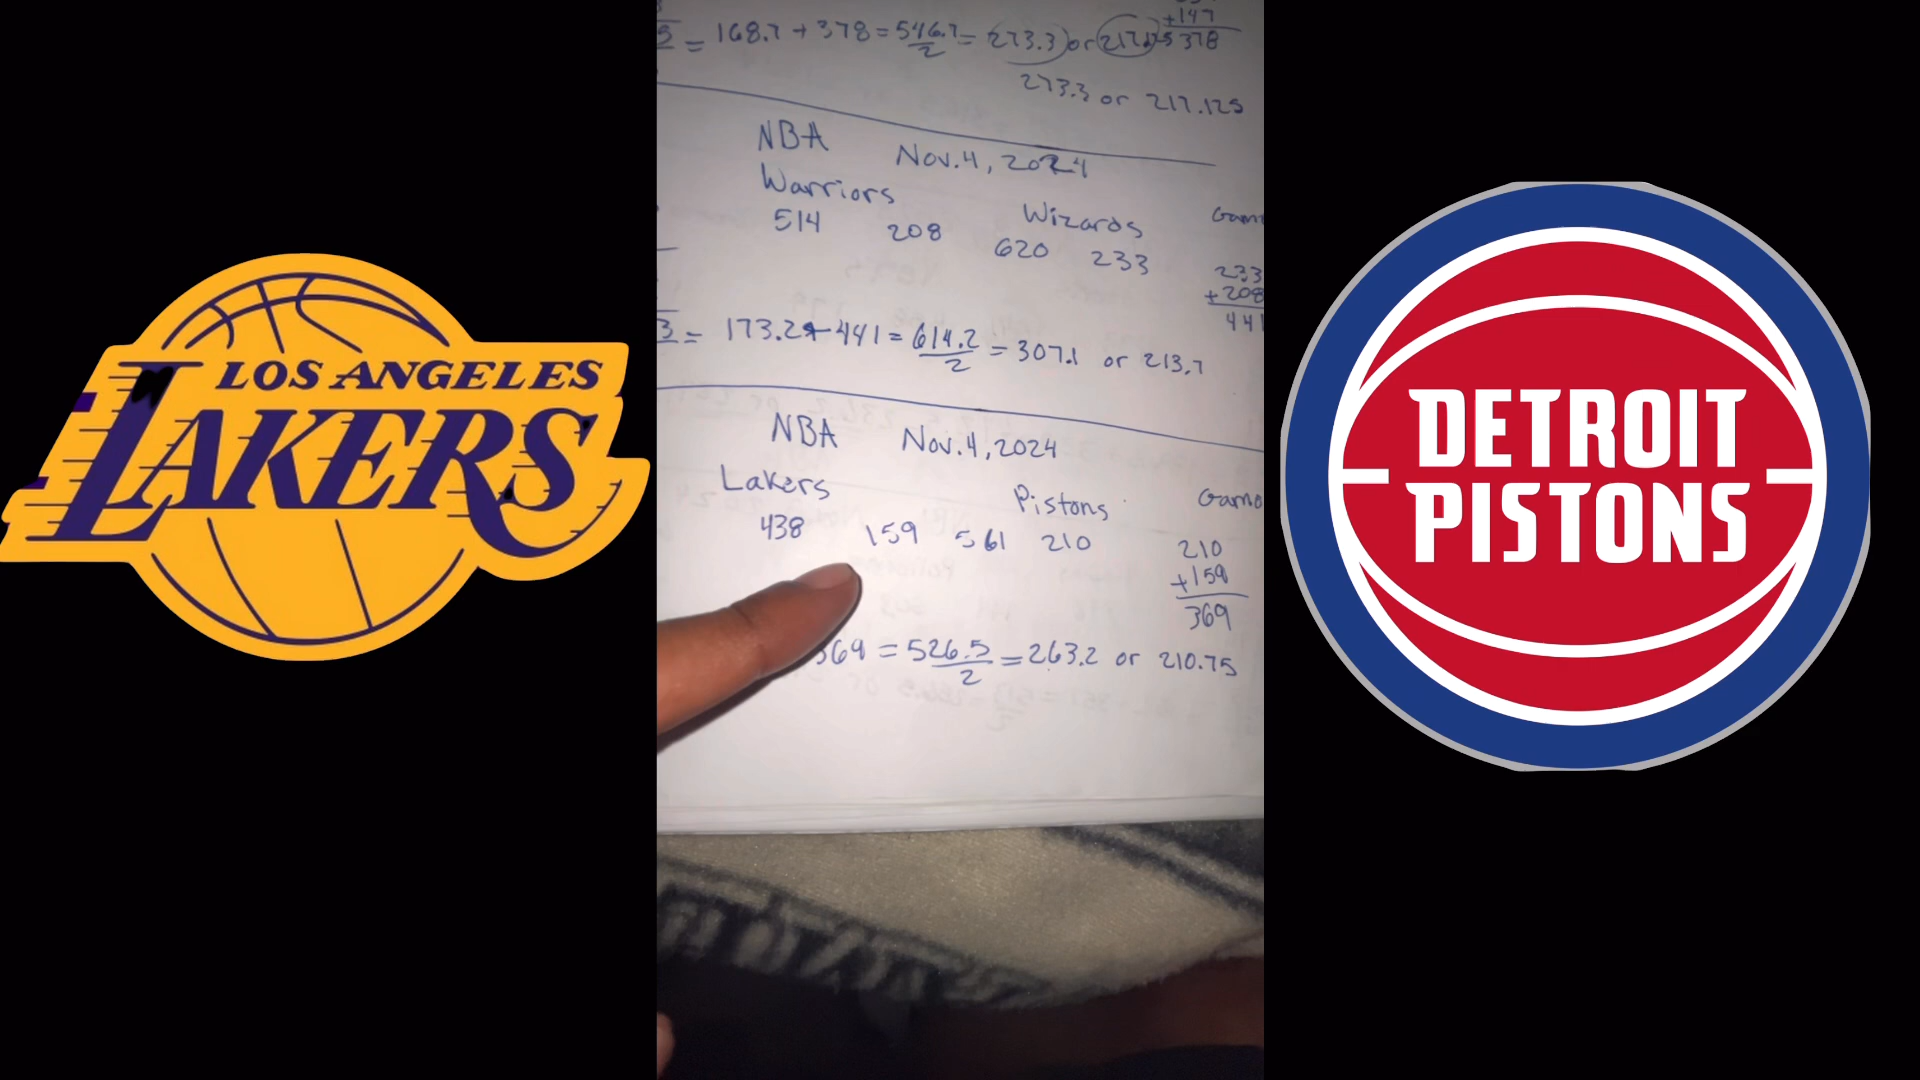 LOS ANGELES
LAKERS
+147
= 168.7 + 378 = 546.7 = 273.3 or 217.125 378
2
273.3 or 217.125
NBA Nov. 4, 2024
Warriors Wizards Game
514 208 620 233
233
+208
441
3 = 173.2 + 441 = 614.2 = 307.1 or 213.7
2
NBA Nov. 4, 2024
Lakers Pistons Game
438 159 561 210
210
+159
369
369 = 526.5 = 263.2 or 210.75
2
DETROIT
PISTONS